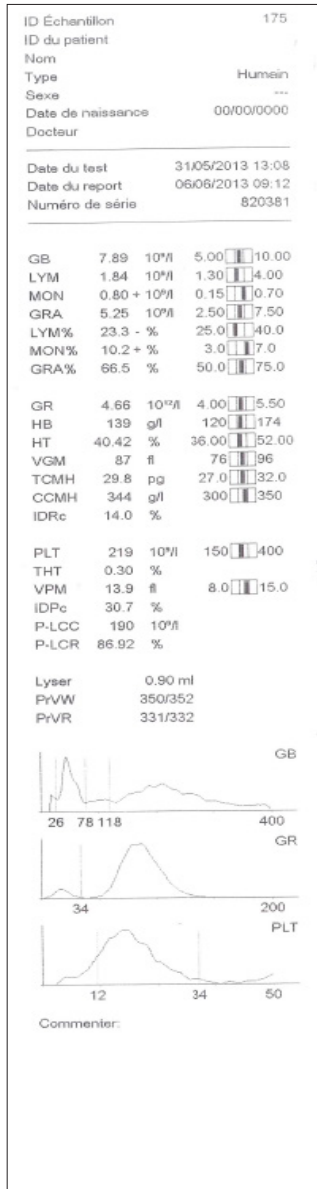 ID Échantillon 175
ID du patient
Nom
Type Humain
Sexe ---
Date de naissance 00/00/0000
Docteur
Date du test 31/05/2013 13:08
Date du report 06/06/2013 09:12
Numéro de série 820381
GB 7.89 10⁹/l 5.00 10.00
LYM 1.84 10⁹/l 1.30 4.00
MON 0.80 + 10⁹/l 0.15 0.70
GRA 5.25 10⁹/l 2.50 7.50
LYM% 23.3 - % 25.0 40.0
MON% 10.2 + % 3.0 7.0
GRA% 66.5 % 50.0 75.0
GR 4.66 10¹²/l 4.00 5.50
HB 139 g/l 120 174
HT 40.42 % 36.00 52.00
VGM 87 fl 76 96
TCMH 29.8 pg 27.0 32.0
CCMH 344 g/l 300 350
IDRc 14.0 %
PLT 219 10⁹/l 150 400
THT 0.30 %
VPM 13.9 fl 8.0 15.0
IDPc 30.7 %
P-LCC 190 10⁹/l
P-LCR 86.92 %
Lyser 0.90 ml
PrVW 350/352
PrVR 331/332
GB
26 78 118 400
GR
34 200
PLT
12 34 50
Commenter: